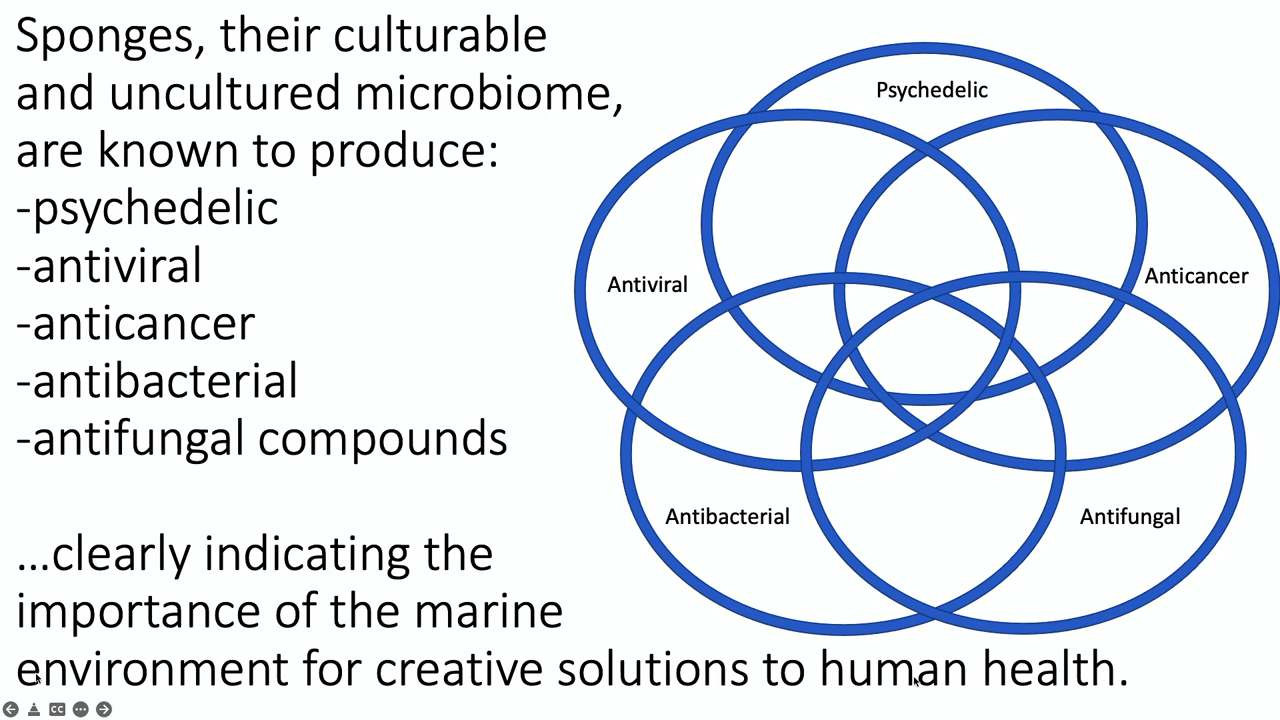 Sponges, their culturable
and uncultured microbiome,
are known to produce:
-psychedelic
-antiviral
-anticancer
-antibacterial
-antifungal compounds
...clearly indicating the
importance of the marine
environment for creative solutions to human health.
Psychedelic
Antiviral
Anticancer
Antibacterial
Antifungal
CC